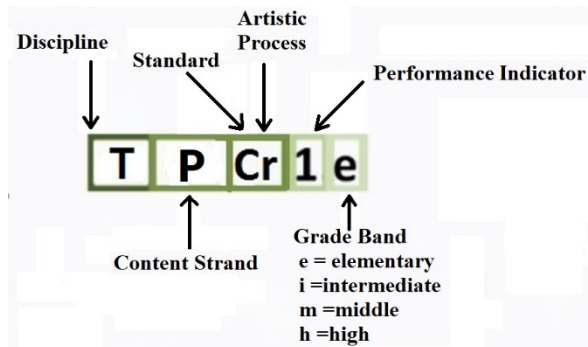 Artistic
Process
Discipline
Standard
Performance Indicator
T P Cr 1 e
Content Strand
Grade Band
e = elementary
i =intermediate
m =middle
h =high